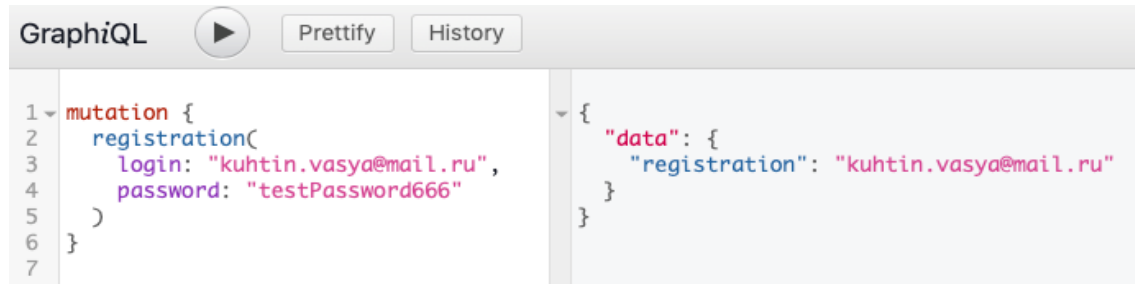 GraphiQL Prettify History
1 mutation {
2 registration(
3 login: "kuhtin.vasya@mail.ru",
4 password: "testPassword666"
5 )
6 }
7
{
"data": {
"registration": "kuhtin.vasya@mail.ru"
}
}